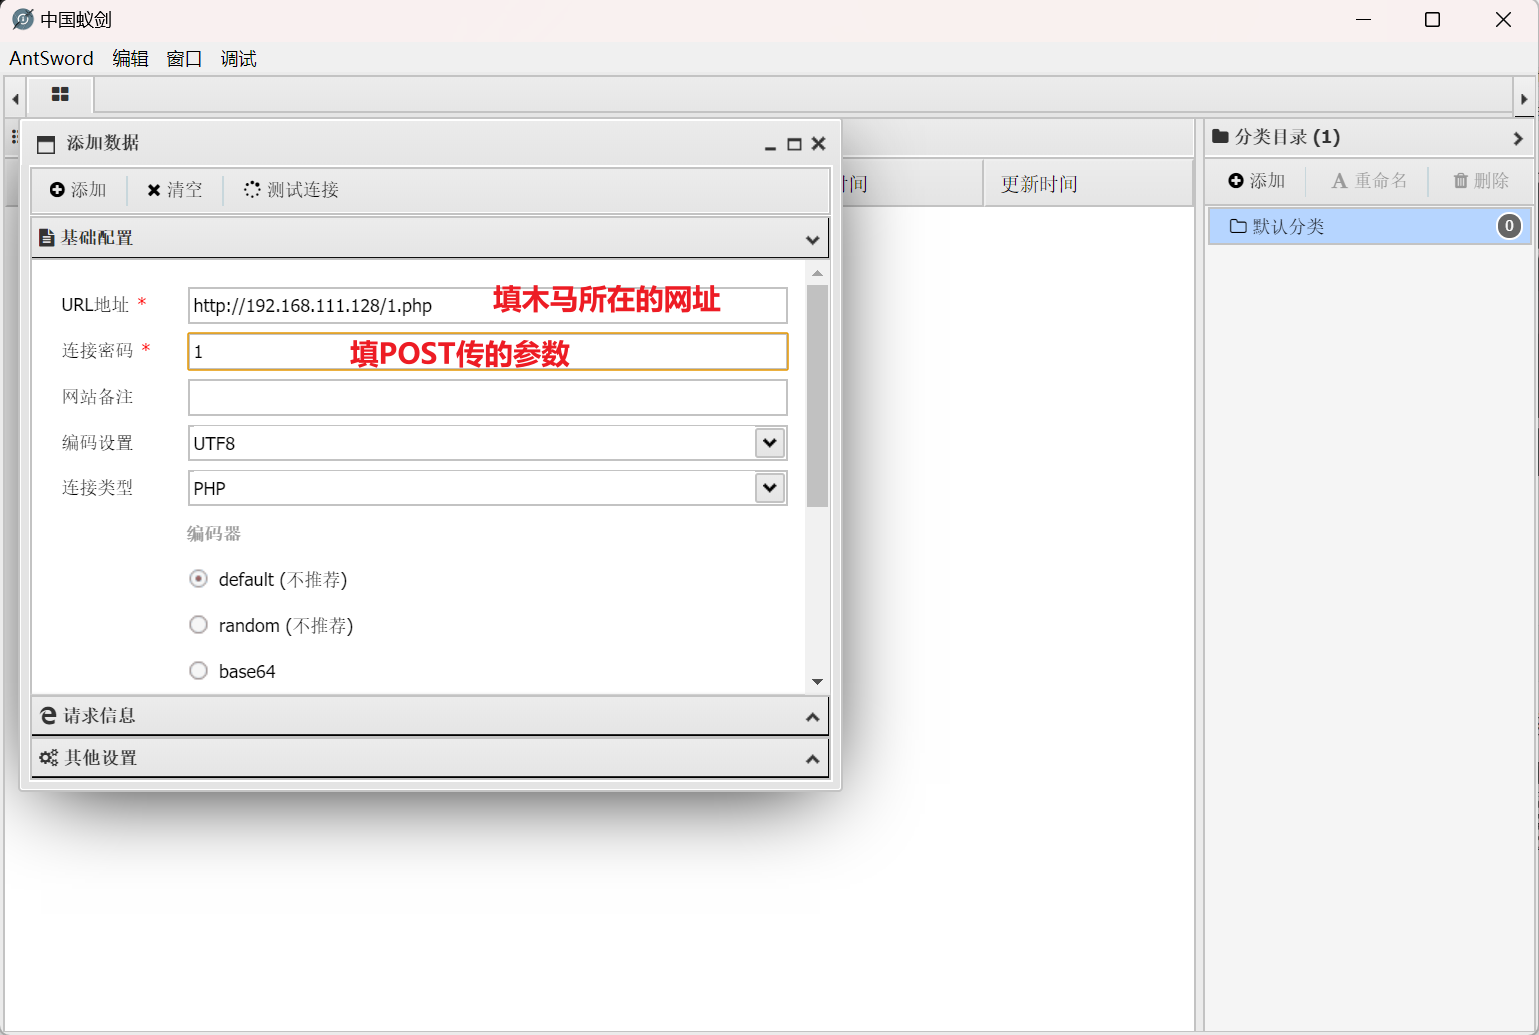 中国蚁剑
AntSword 编辑 窗口 调试
添加数据
添加 清空 测试连接
基础配置
URL地址 * http://192.168.111.128/1.php 填木马所在的网址
连接密码 * 1 填POST传的参数
网站备注
编码设置 UTF8
连接类型 PHP
编码器
default (不推荐)
random (不推荐)
base64
请求信息
其他设置
时间 更新时间
分类目录 (1)
添加 重命名 删除
默认分类 0